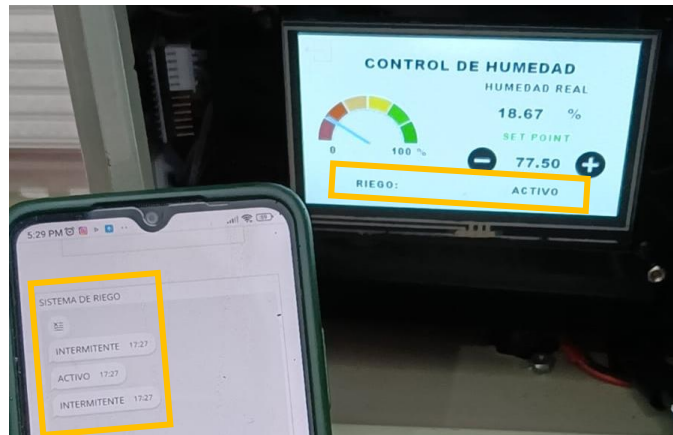 CONTROL DE HUMEDAD
HUMEDAD REAL
18.67 %
SET POINT
77.50
0 100 %
RIEGO: ACTIVO
5:29 PM
SISTEMA DE RIEGO
INTERMITENTE 17:27
ACTIVO 17:27
INTERMITENTE 17:27